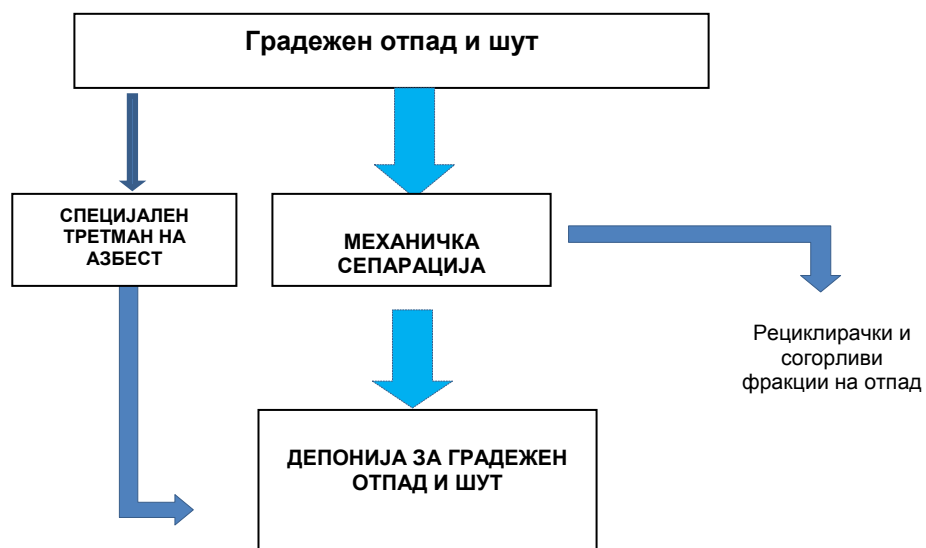 Градежен отпад и шут
СПЕЦИЈАЛЕН
ТРЕТМАН НА
АЗБЕСТ
МЕХАНИЧКА
СЕПАРАЦИЈА
Рециклирачки и
согорливи
фракции на отпад
ДЕПОНИЈА ЗА ГРАДЕЖЕН
ОТПАД И ШУТ